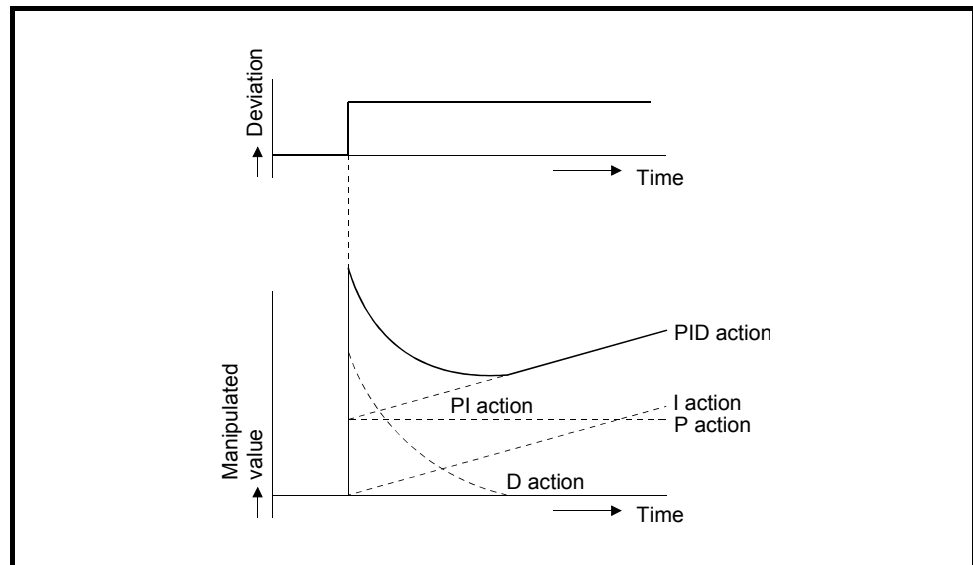 Deviation
Time
PID action
PI action
I action
P action
Manipulated
value
D action
Time